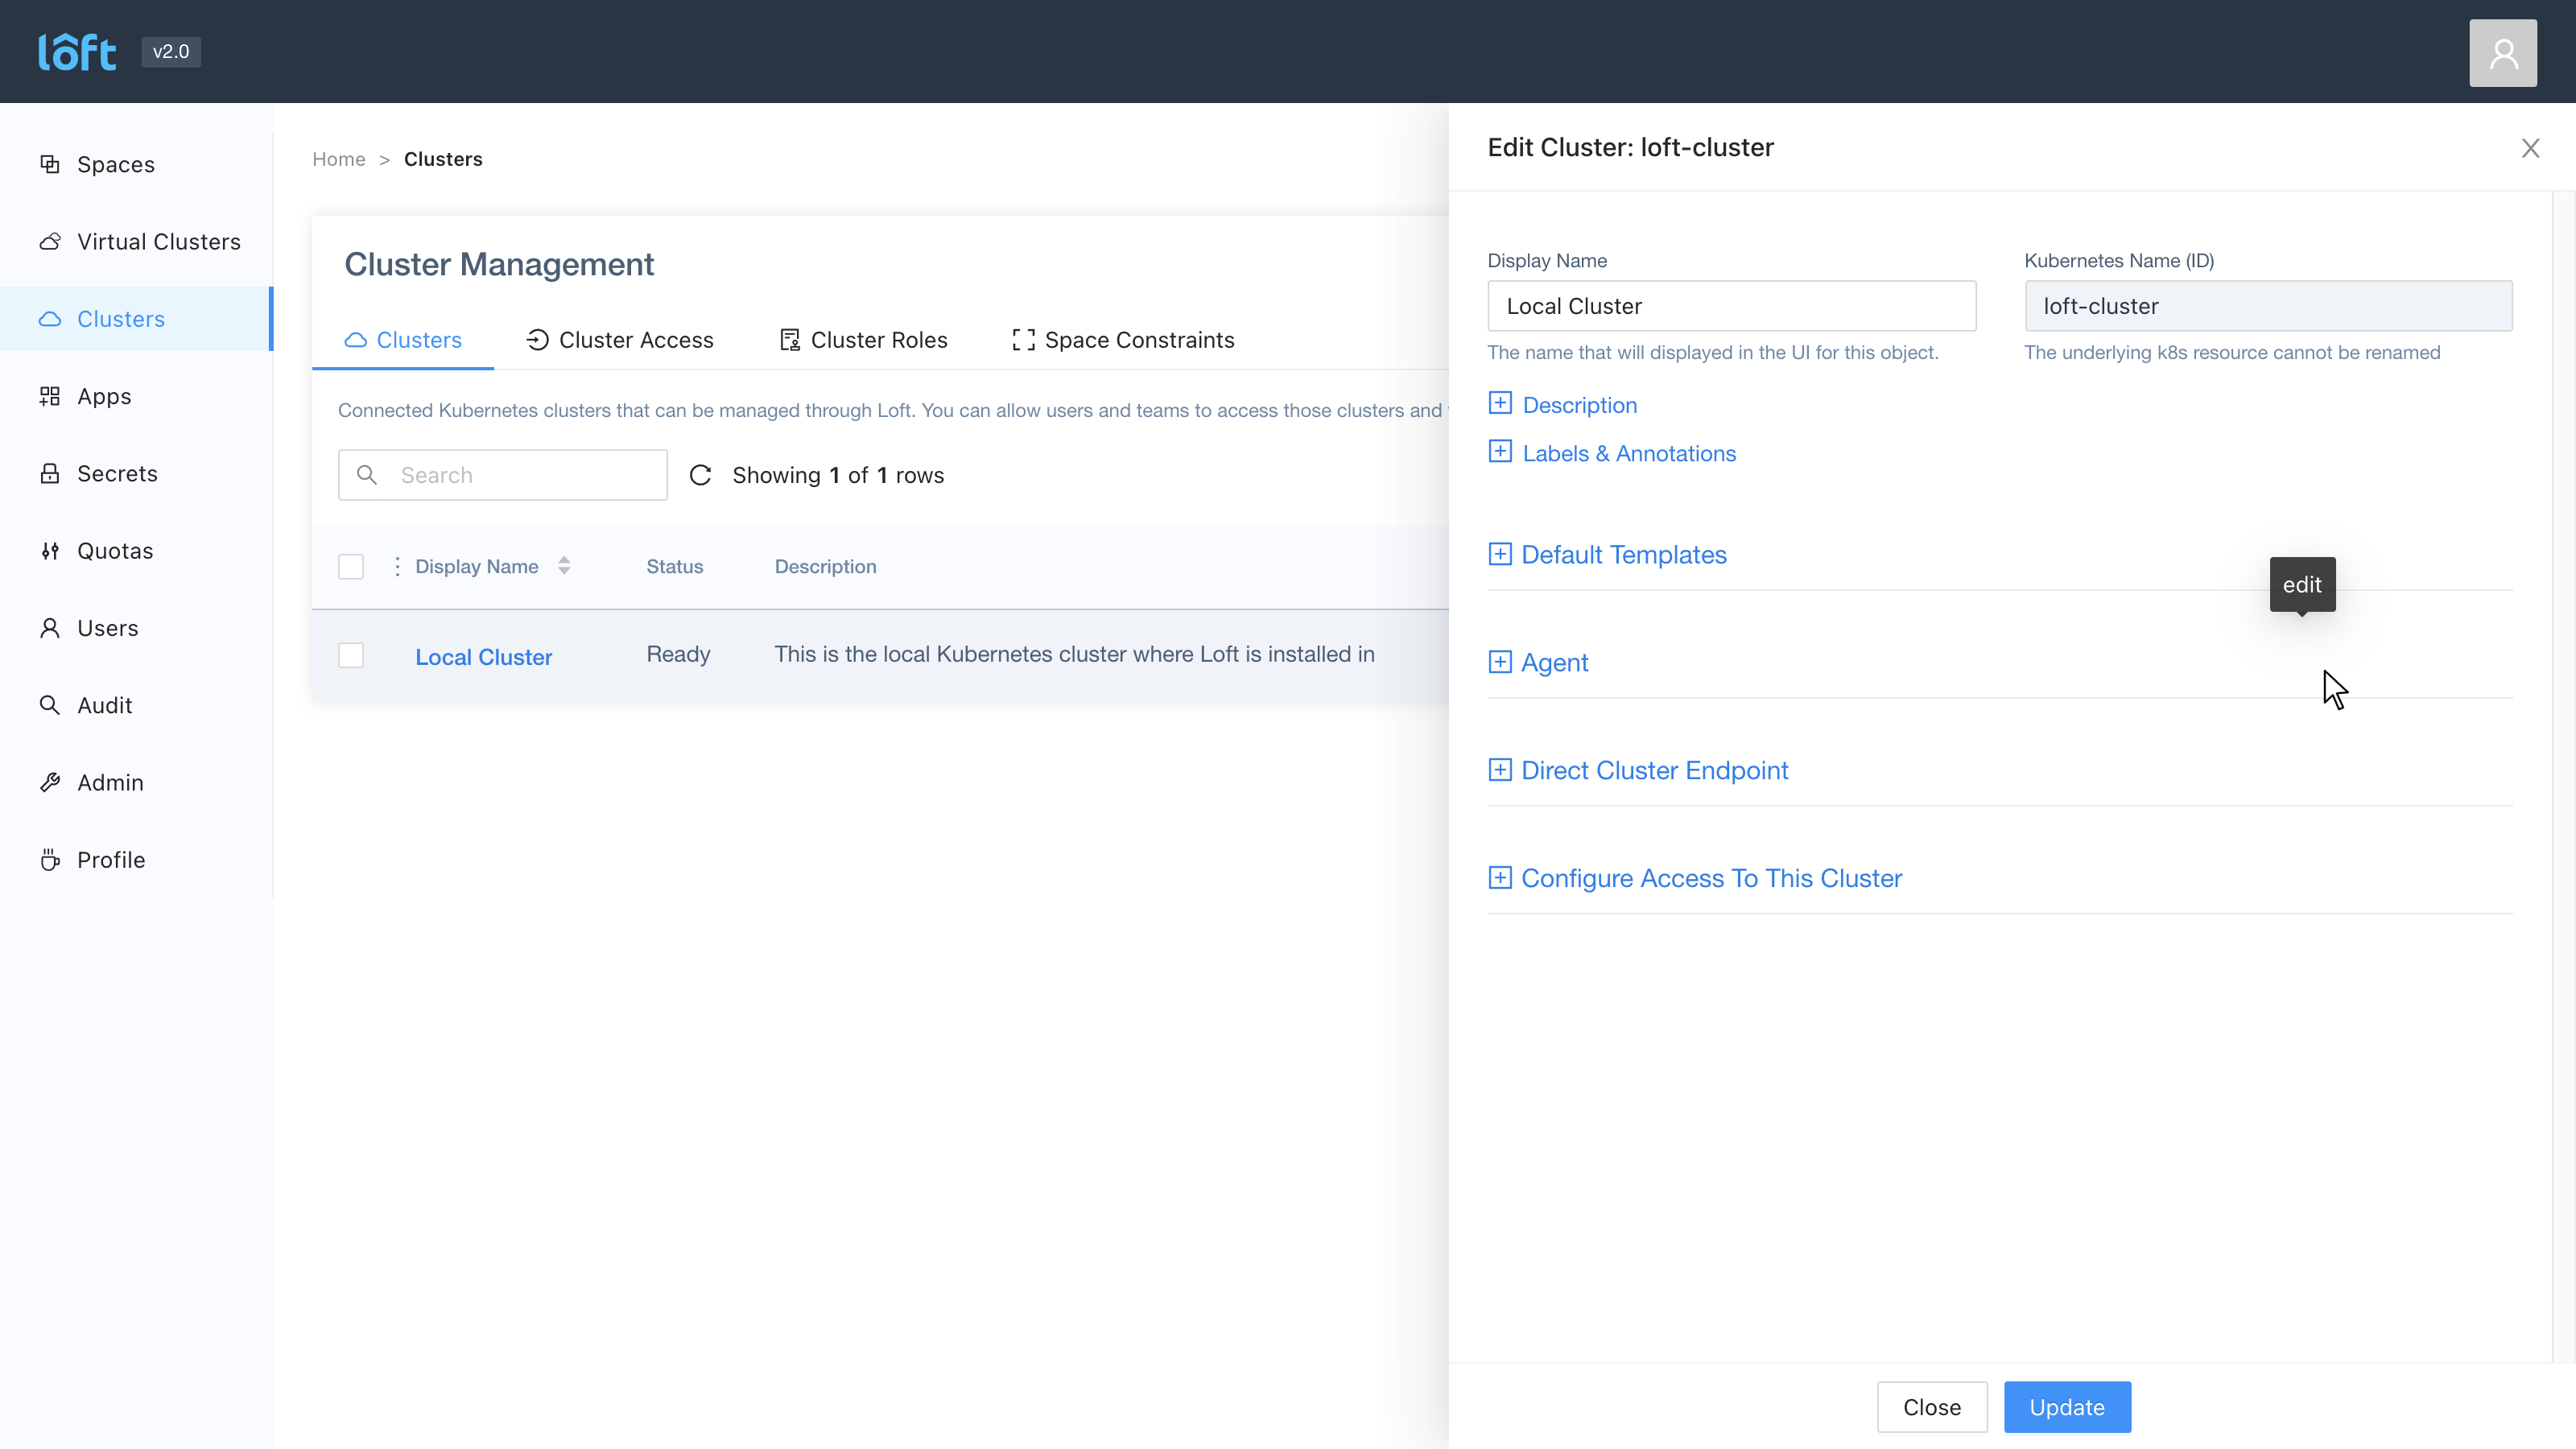 loft v2.0
Spaces
Virtual Clusters
Clusters
Apps
Secrets
Quotas
Users
Audit
Admin
Profile
Home > Clusters
Cluster Management
Clusters Cluster Access Cluster Roles Space Constraints
Connected Kubernetes clusters that can be managed through Loft. You can allow users and teams to access those clusters and
Search Showing 1 of 1 rows
Display Name Status Description
Local Cluster Ready This is the local Kubernetes cluster where Loft is installed in
Edit Cluster: loft-cluster
Display Name Kubernetes Name (ID)
Local Cluster loft-cluster
The name that will displayed in the UI for this object. The underlying k8s resource cannot be renamed
Description
Labels & Annotations
Default Templates
edit
Agent
Direct Cluster Endpoint
Configure Access To This Cluster
Close Update